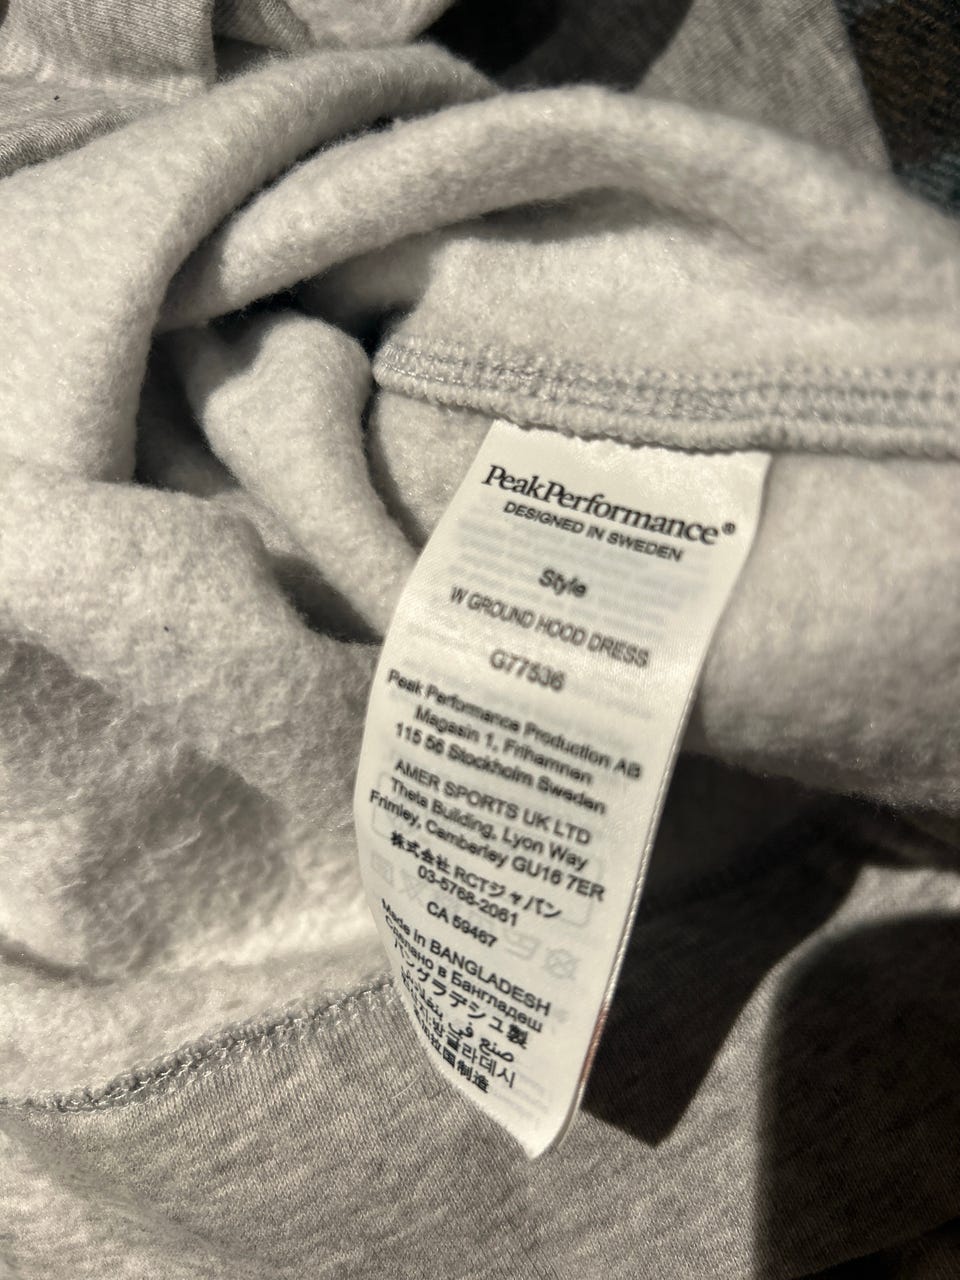 PeakPerformance®
DESIGNED IN SWEDEN
Style
W GROUND HOOD DRESS
G77536
Peak Performance Production AB
Magasin 1, Frihamnen
115 56 Stockholm Sweden
AMER SPORTS UK LTD
Theta Building, Lyon Way
Frimley, Camberley GU16 7ER
株式会社 RCTジャパン
03-5768-2061
CA 59467
Made in BANGLADESH
Сделано в Бангладеш
バングラデシュ製
صنع في بنغلاديش
방글라데시
拉国制造